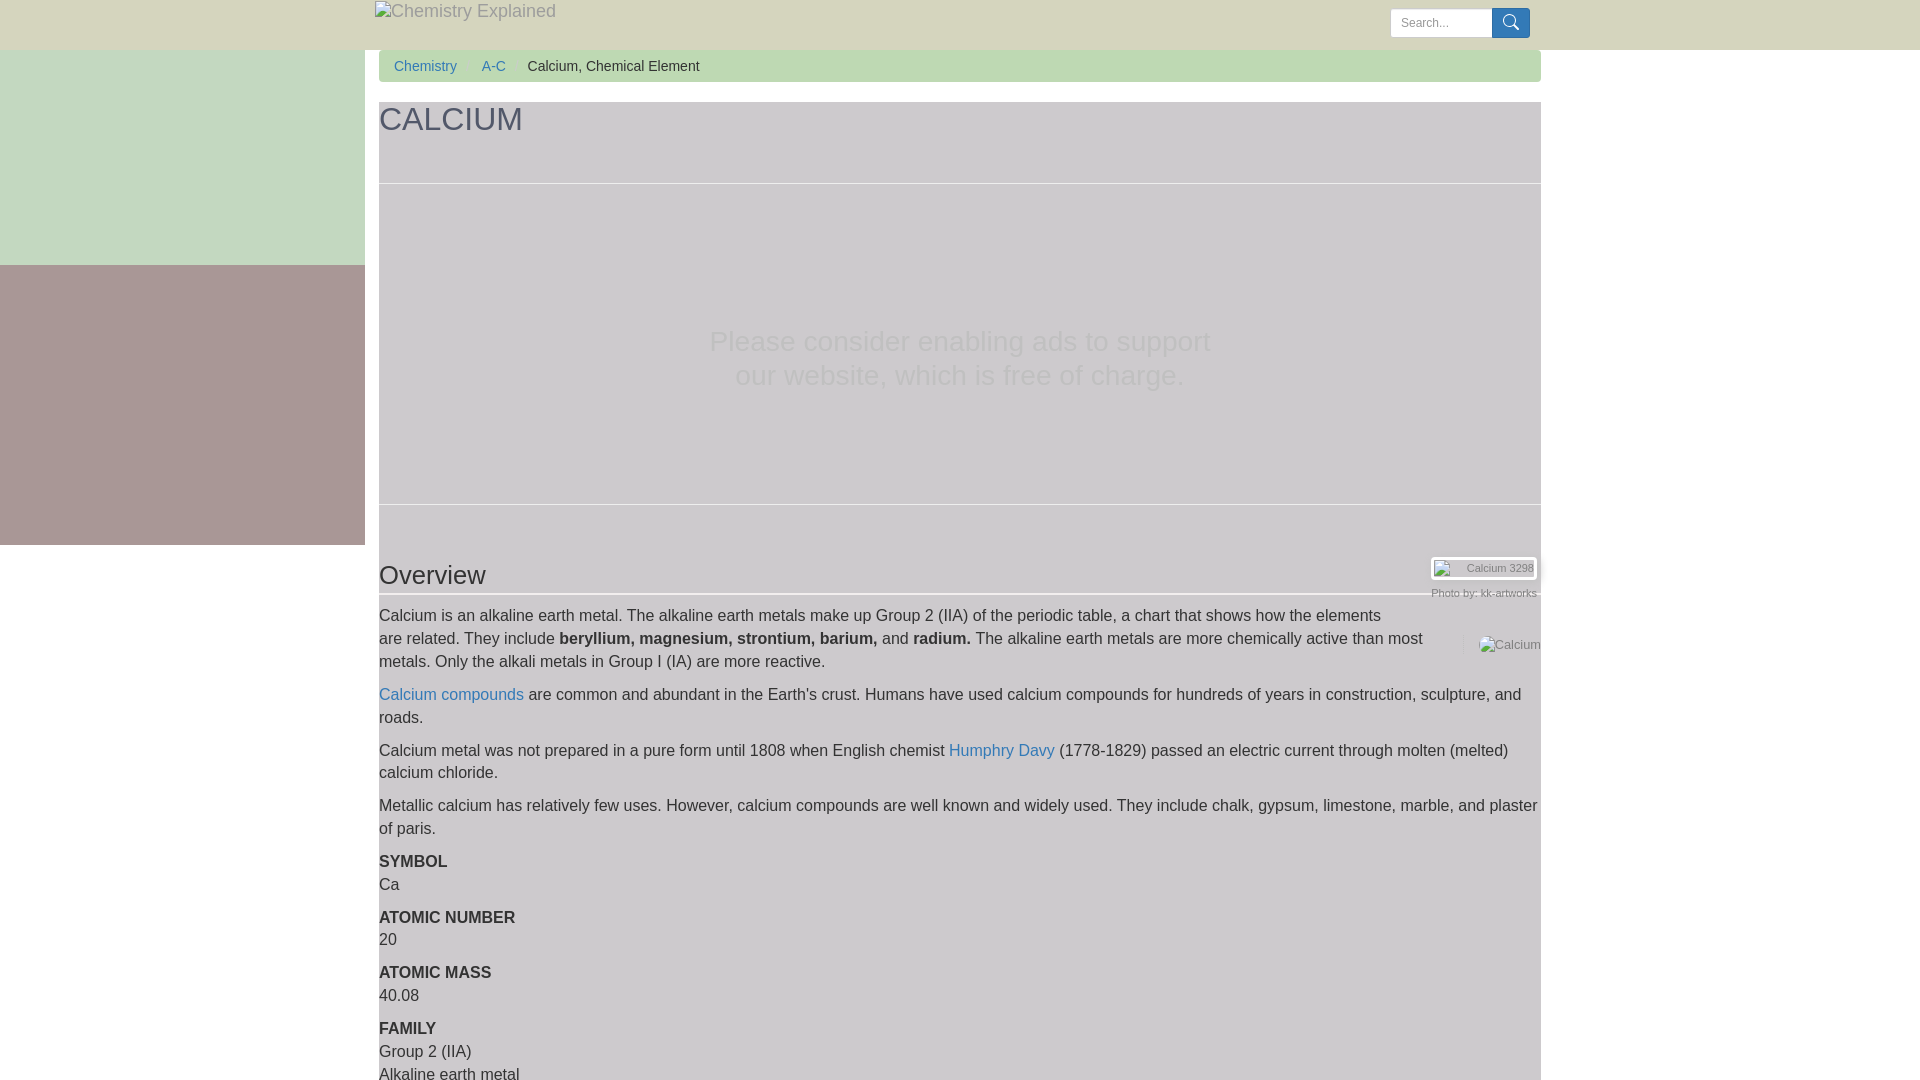 Chemistry Explained
Search...
Chemistry A-C Calcium, Chemical Element
CALCIUM
Please consider enabling ads to support
our website, which is free of charge.
Calcium 3298
Photo by: kk-artworks
Overview
Calcium is an alkaline earth metal. The alkaline earth metals make up Group 2 (IIA) of the periodic table, a chart that shows how the elements
are related. They include beryllium, magnesium, strontium, barium, and radium. The alkaline earth metals are more chemically active than most
metals. Only the alkali metals in Group I (IA) are more reactive.
Calcium
Calcium compounds are common and abundant in the Earth's crust. Humans have used calcium compounds for hundreds of years in construction, sculpture, and
roads.
Calcium metal was not prepared in a pure form until 1808 when English chemist Humphry Davy (1778-1829) passed an electric current through molten (melted)
calcium chloride.
Metallic calcium has relatively few uses. However, calcium compounds are well known and widely used. They include chalk, gypsum, limestone, marble, and plaster
of paris.
SYMBOL
Ca
ATOMIC NUMBER
20
ATOMIC MASS
40.08
FAMILY
Group 2 (IIA)
Alkaline earth metal